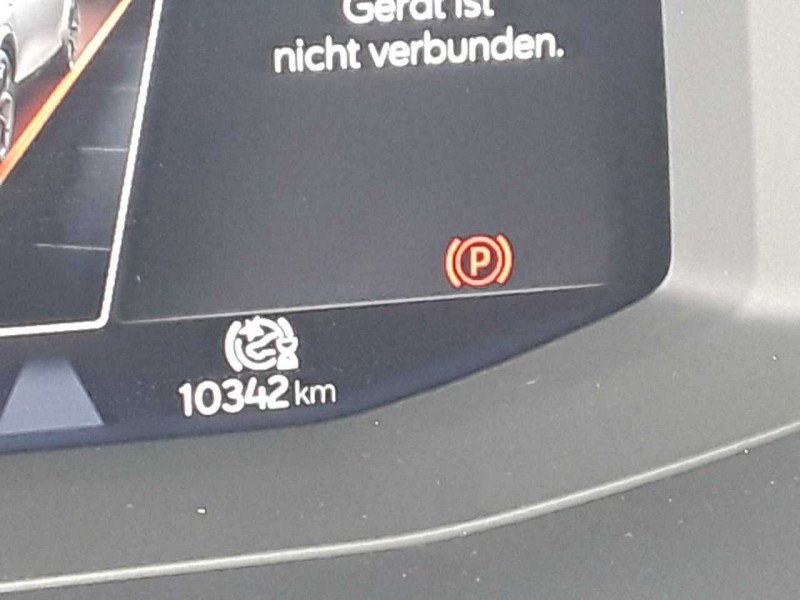 Gerät ist
nicht verbunden.
P
10342 km